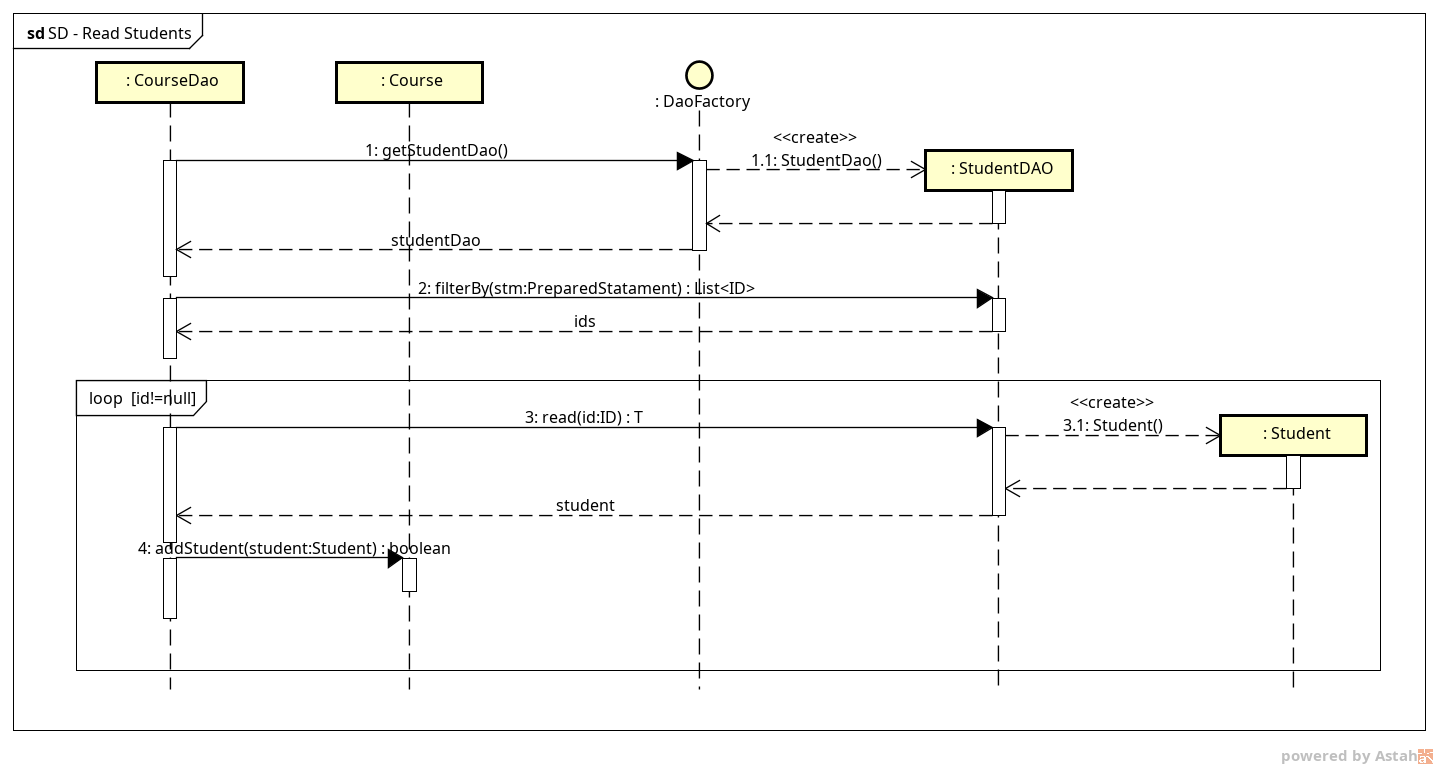 sd SD - Read Students
: CourseDao
: Course
: DaoFactory
<<create>>
1: getStudentDao()
1.1: StudentDao()
: StudentDAO
studentDao
2: filterBy(stm:PreparedStatament) : List<ID>
ids
loop [id!=null]
<<create>>
3: read(id:ID) : T
3.1: Student()
: Student
student
4: addStudent(student:Student) : boolean
powered by Astah